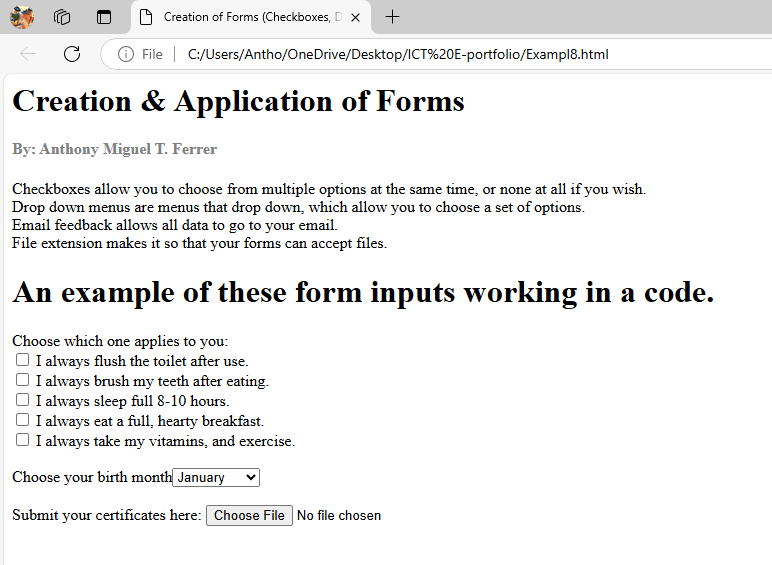 Creation of Forms (Checkboxes, D
File
C:/Users/Antho/OneDrive/Desktop/ICT%20E-portfolio/Exampl8.html
Creation & Application of Forms
By: Anthony Miguel T. Ferrer
Checkboxes allow you to choose from multiple options at the same time, or none at all if you wish.
Drop down menus are menus that drop down, which allow you to choose a set of options.
Email feedback allows all data to go to your email.
File extension makes it so that your forms can accept files.
An example of these form inputs working in a code.
Choose which one applies to you:
I always flush the toilet after use.
I always brush my teeth after eating.
I always sleep full 8-10 hours.
I always eat a full, hearty breakfast.
I always take my vitamins, and exercise.
Choose your birth month January
Submit your certificates here: Choose File No file chosen